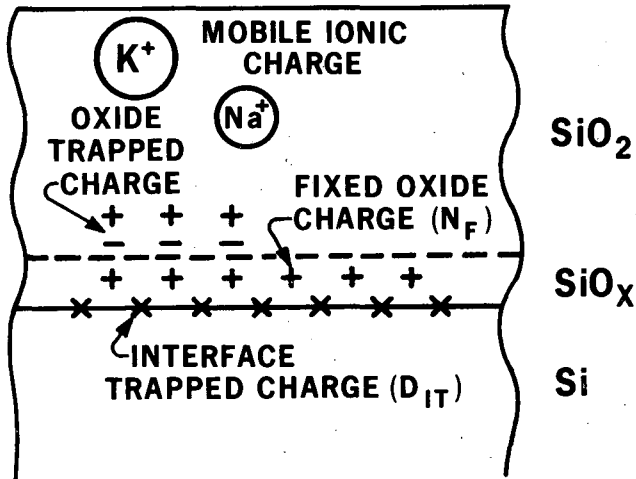 K+
MOBILE IONIC
CHARGE
Na+
OXIDE
TRAPPED
CHARGE
SiO2
FIXED OXIDE
CHARGE (NF)
+ + +
– – –
+ + + + + +
SiOX
× × × × × × ×
INTERFACE
TRAPPED CHARGE (DIT)
Si